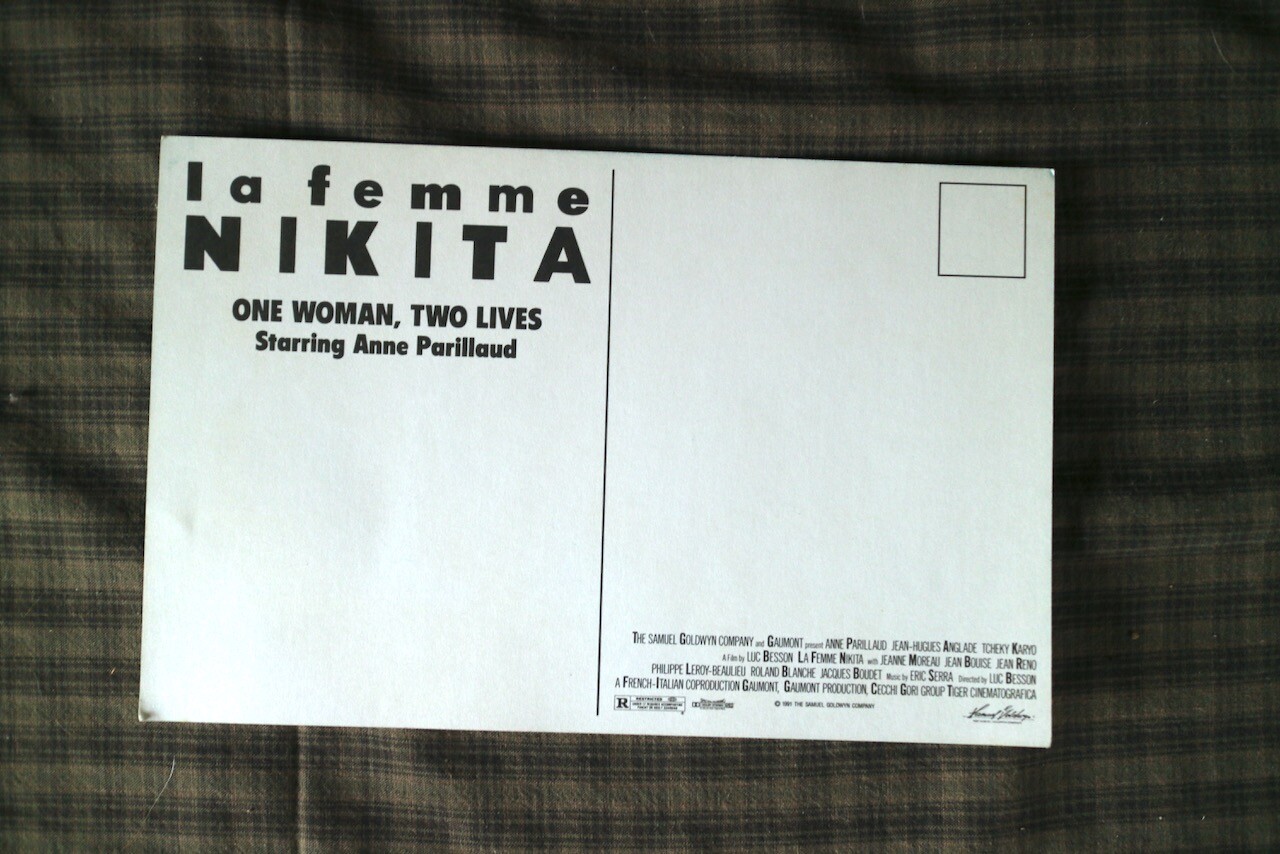 la femme
NIKITA
ONE WOMAN, TWO LIVES
Starring Anne Parillaud
THE SAMUEL GOLDWYN COMPANY and GAUMONT present ANNE PARILLAUD JEAN-HUGUES ANGLADE TCHEKY KARYO
A Film by LUC BESSON LA FEMME NIKITA with JEANNE MOREAU JEAN BOUISE JEAN RENO
PHILIPPE LEROY-BEAULIEU ROLAND BLANCHE JACQUES BOUDET Music by ERIC SERRA Directed by LUC BESSON
A FRENCH-ITALIAN COPRODUCTION GAUMONT, GAUMONT PRODUCTION, CECCHI GORI GROUP TIGER CINEMATOGRAFICA
R RESTRICTED
© 1991 THE SAMUEL GOLDWYN COMPANY
Samuel Goldwyn